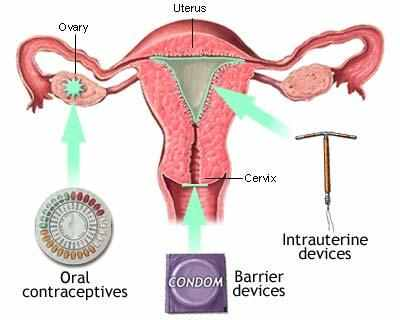 Uterus
Ovary
Cervix
Oral
contraceptives
CONDOM
Barrier
devices
Intrauterine
devices